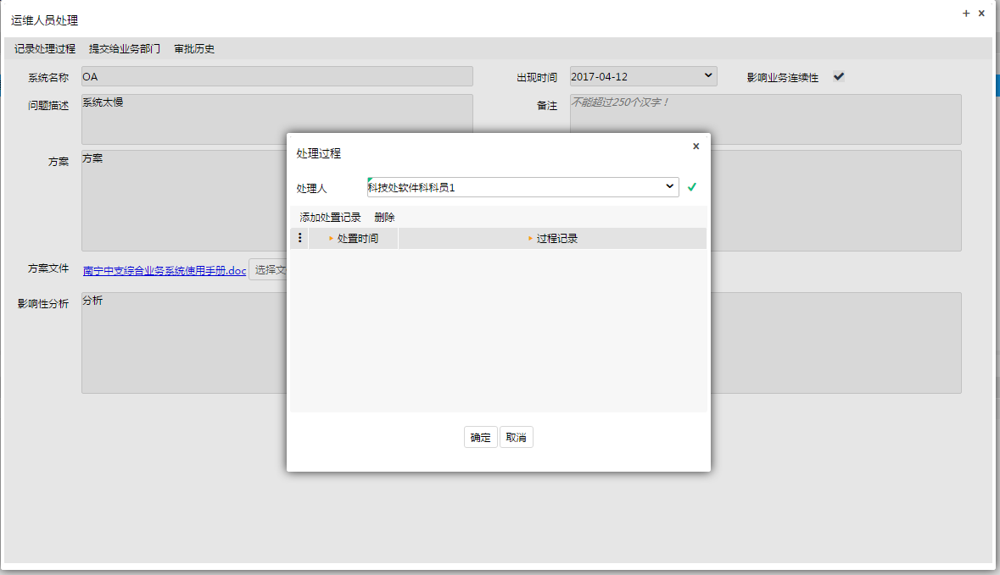 运维人员处理
记录处理过程 提交给业务部门 审批历史
系统名称 OA 出现时间 2017-04-12 影响业务连续性
问题描述 系统太慢 备注 不能超过250个汉字！
方案 方案
方案文件 南宁中支综合业务系统使用手册.doc 选择文
影响性分析 分析
处理过程
处理人 科技处软件科科员1
添加处置记录 删除
处置时间 过程记录
确定 取消